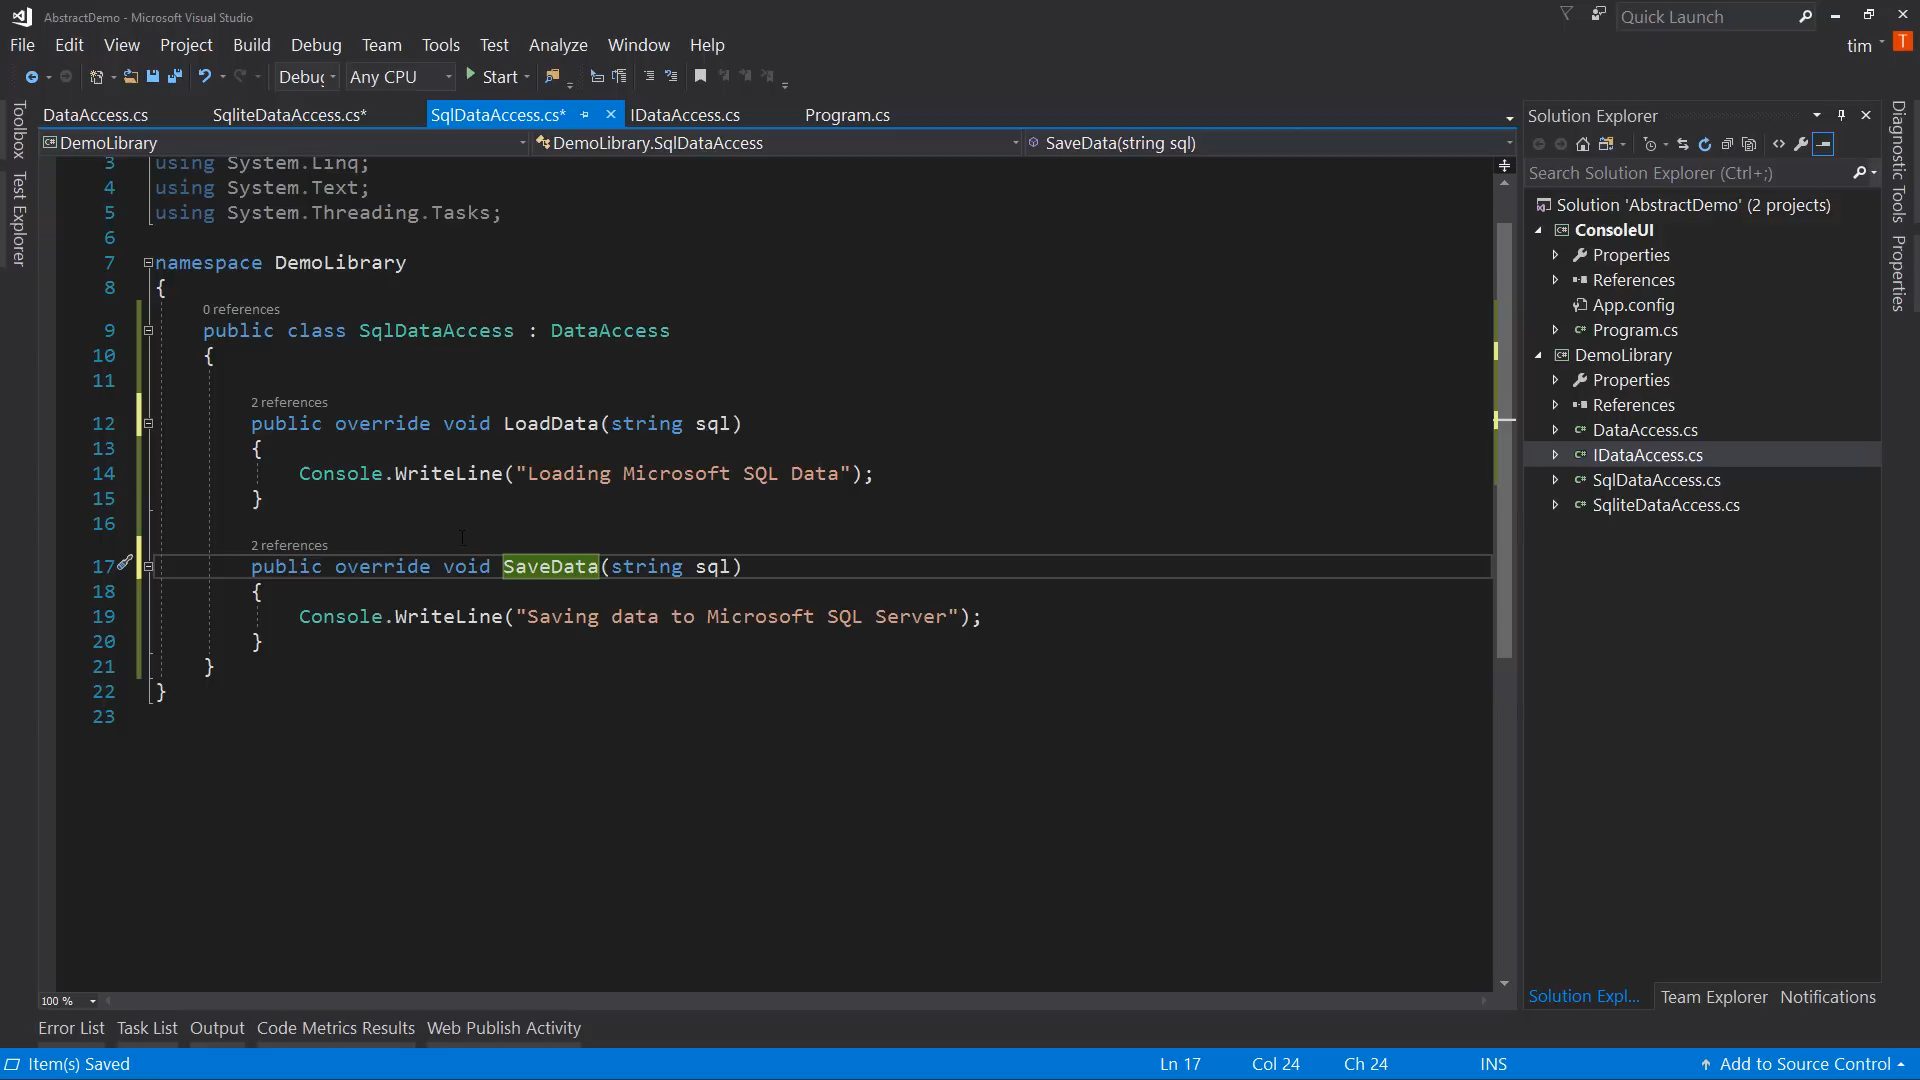 AbstractDemo - Microsoft Visual Studio
Quick Launch
File Edit View Project Build Debug Team Tools Test Analyze Window Help
tim T
Debug Any CPU Start
Toolbox
Test Explorer
DataAccess.cs SqliteDataAccess.cs* SqlDataAccess.cs* IDataAccess.cs Program.cs
DemoLibrary DemoLibrary.SqlDataAccess SaveData(string sql)
3 using System.Linq;
4 using System.Text;
5 using System.Threading.Tasks;
6
7 namespace DemoLibrary
8 {
0 references
9 public class SqlDataAccess : DataAccess
10 {
11
2 references
12 public override void LoadData(string sql)
13 {
14 Console.WriteLine("Loading Microsoft SQL Data");
15 }
16
2 references
17 public override void SaveData(string sql)
18 {
19 Console.WriteLine("Saving data to Microsoft SQL Server");
20 }
21 }
22 }
23
100 %
Solution Explorer
Search Solution Explorer (Ctrl+;)
Solution 'AbstractDemo' (2 projects)
ConsoleUI
Properties
References
App.config
Program.cs
DemoLibrary
Properties
References
DataAccess.cs
IDataAccess.cs
SqlDataAccess.cs
SqliteDataAccess.cs
Solution Expl... Team Explorer Notifications
Diagnostic Tools
Properties
Error List Task List Output Code Metrics Results Web Publish Activity
Item(s) Saved Ln 17 Col 24 Ch 24 INS Add to Source Control